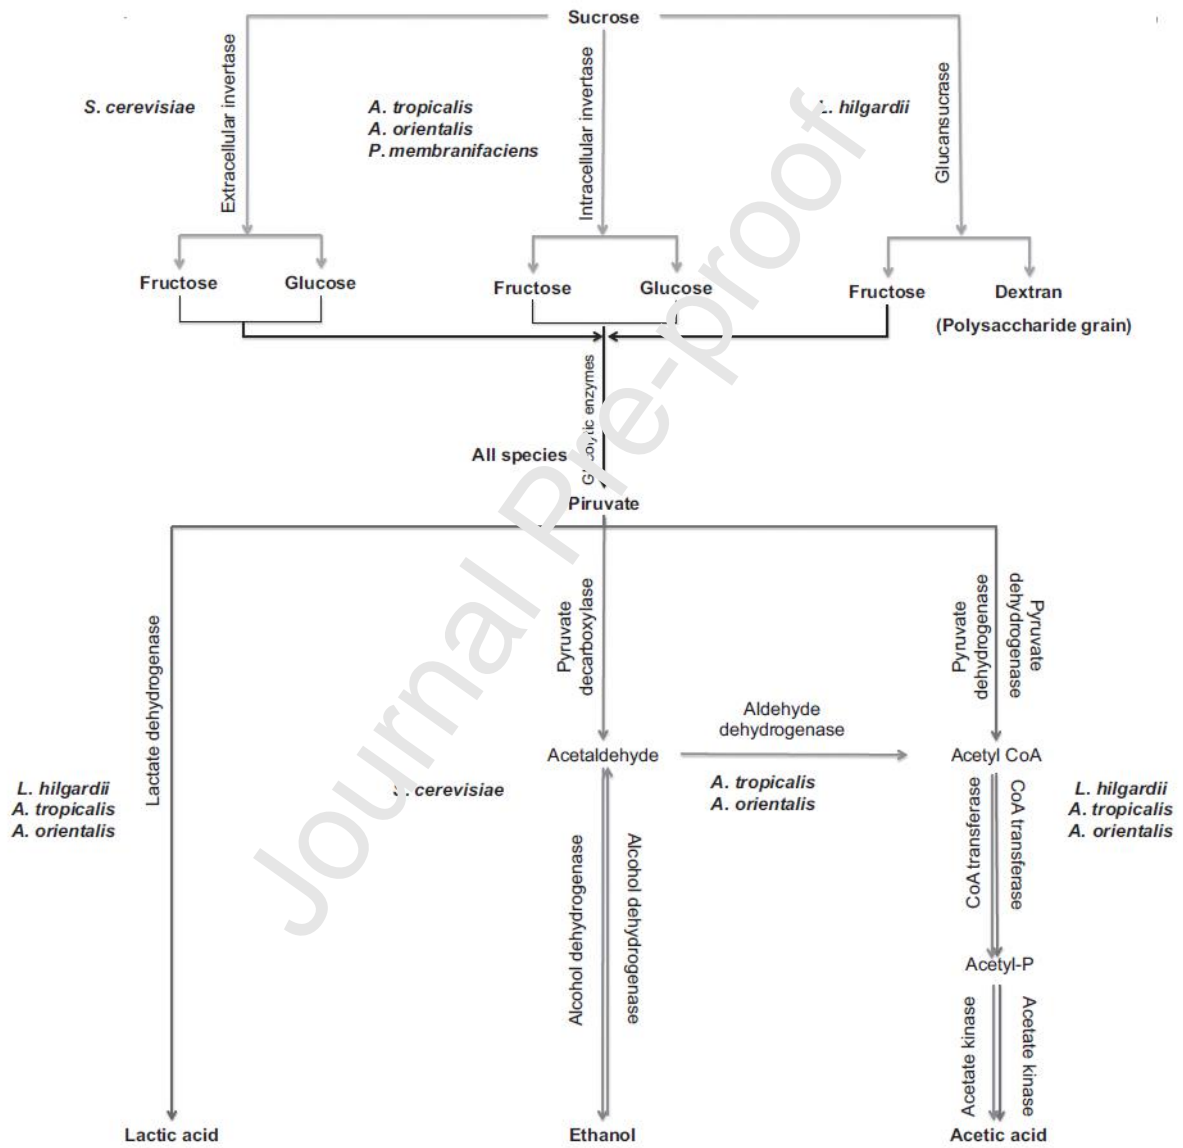 Sucrose
Extracellular invertase
Intracellular invertase
Glucansucrase
S. cerevisiae
A. tropicalis
A. orientalis
P. membranifaciens
hilgardii
Fructose
Glucose
Fructose
Glucose
Fructose
Dextran
(Polysaccharide grain)
enzymes
All species
Piruvate
Lactate dehydrogenase
Pyruvate
decarboxylase
Pyruvate
dehydrogenase
Pyruvate
dehydrogenase
Aldehyde
dehydrogenase
Acetaldehyde
Acetyl CoA
L. hilgardii
A. tropicalis
A. orientalis
cerevisiae
A. tropicalis
A. orientalis
L. hilgardii
A. tropicalis
A. orientalis
Alcohol dehydrogenase
Alcohol dehydrogenase
CoA transferase
CoA transferase
Acetyl-P
Acetate kinase
Acetate kinase
Lactic acid
Ethanol
Acetic acid
Journal Pre-proof